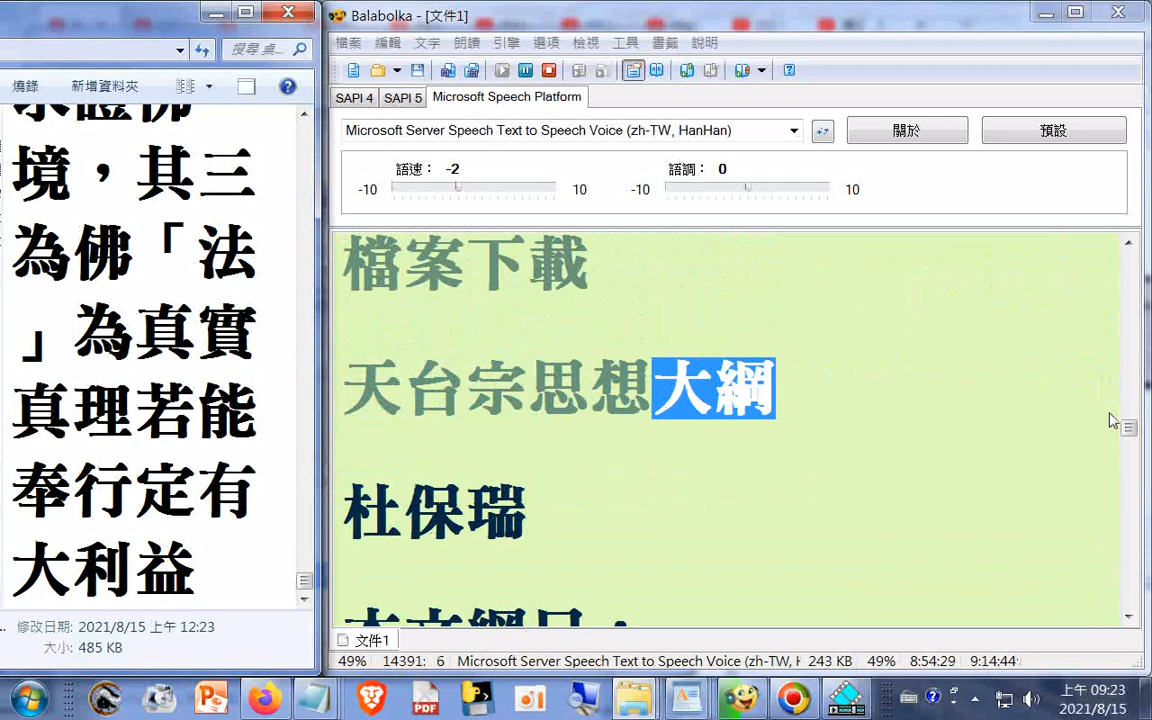 Balabolka - [文件1]
搜尋 桌...
檔案 編輯 文字 朗讀 引擎 選項 檢視 工具 書籤 說明
燒錄 新增資料夾
SAPI 4 SAPI 5 Microsoft Speech Platform
Microsoft Server Speech Text to Speech Voice (zh-TW, HanHan) 關於 預設
語速： -2 語調： 0
-10 10 -10 10
境，其三
為佛「法
」為真實
真理若能
奉行定有
大利益
檔案下載
天台宗思想大綱
杜保瑞
本文綱目：
修改日期: 2021/8/15 上午 12:23
大小: 485 KB
文件1
49% 14391: 6 Microsoft Server Speech Text to Speech Voice (zh-TW, H 243 KB 49% 8:54:29 9:14:44
PDF
上午 09:23
2021/8/15